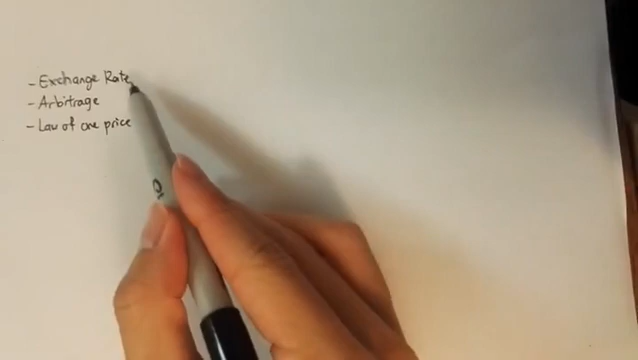 - Exchange Rate
- Arbitrage
- Law of one price